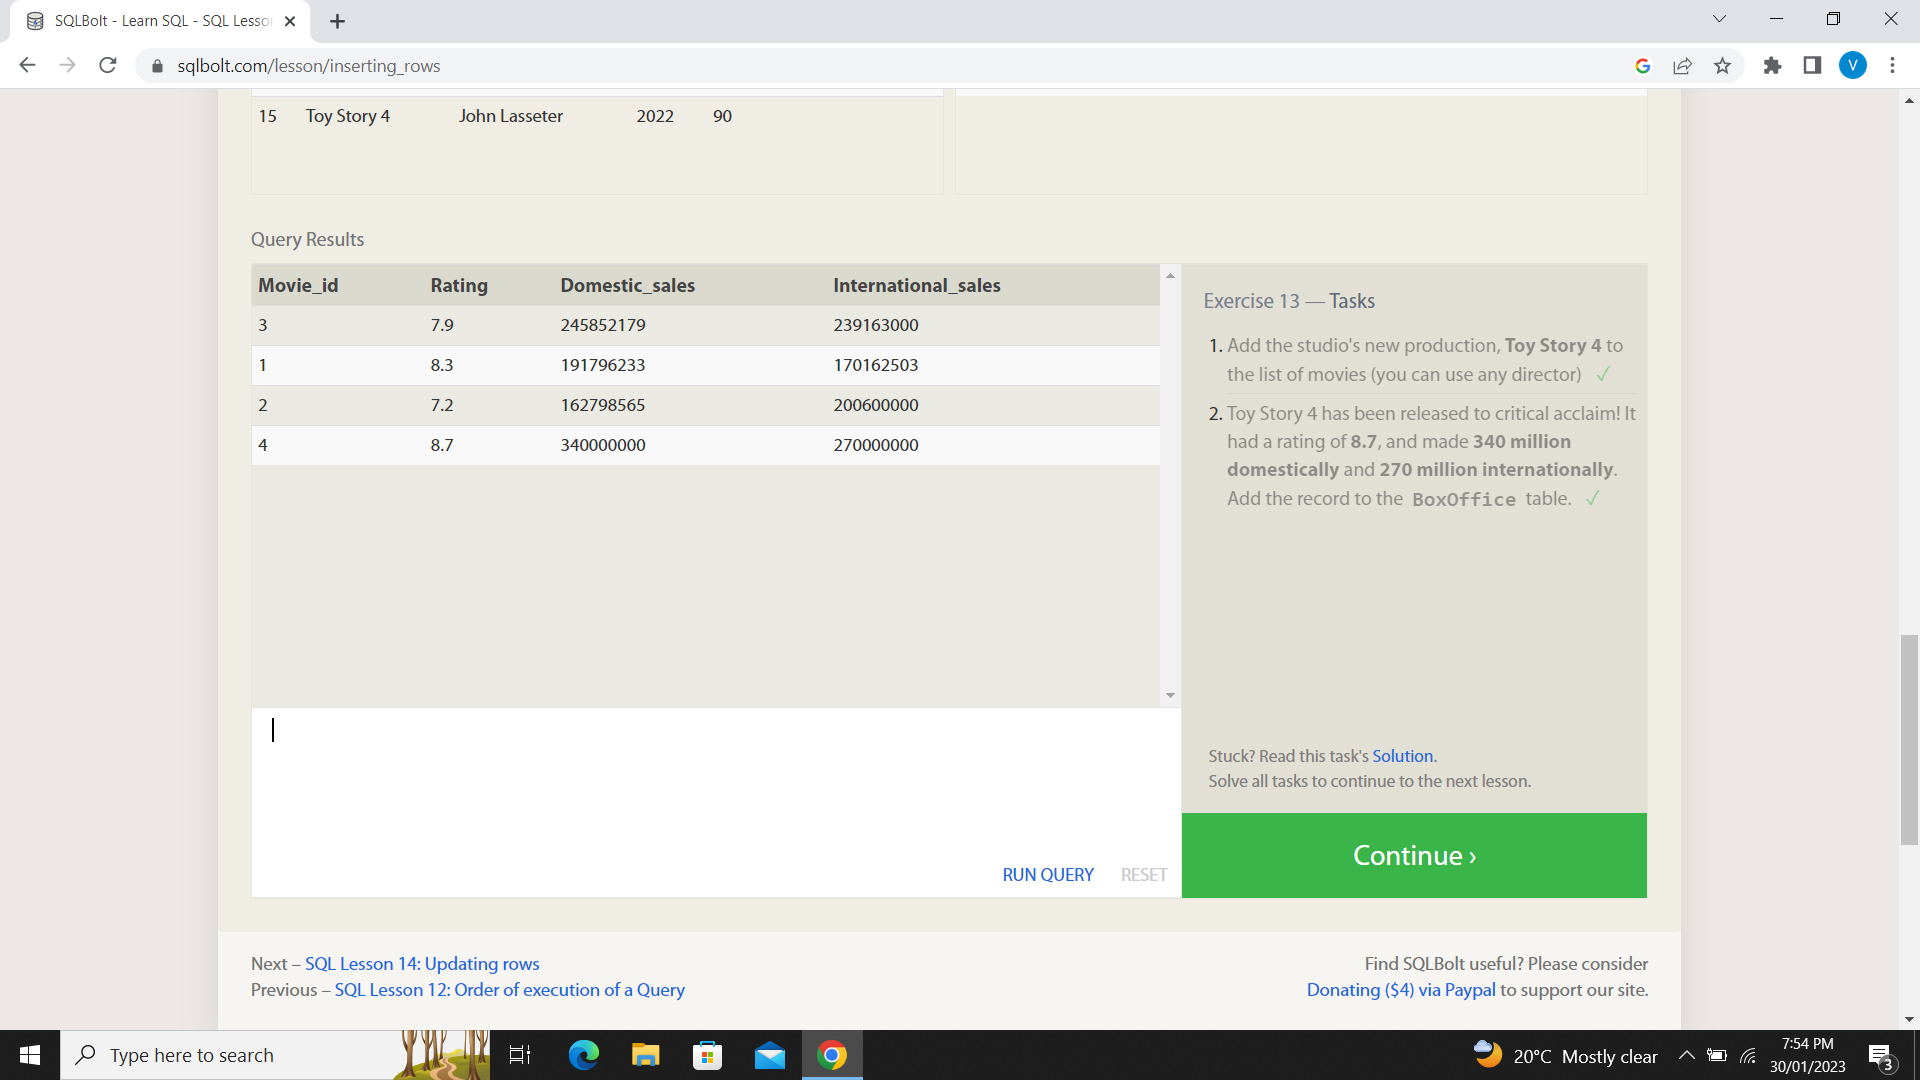 SQLBolt - Learn SQL - SQL Lesso
sqlbolt.com/lesson/inserting_rows
V
15 Toy Story 4 John Lasseter 2022 90
Query Results
Movie_id Rating Domestic_sales International_sales
3 7.9 245852179 239163000
1 8.3 191796233 170162503
2 7.2 162798565 200600000
4 8.7 340000000 270000000
Exercise 13 — Tasks
1. Add the studio's new production, Toy Story 4 to
the list of movies (you can use any director) ✓
2. Toy Story 4 has been released to critical acclaim! It
had a rating of 8.7, and made 340 million
domestically and 270 million internationally.
Add the record to the BoxOffice table. ✓
Stuck? Read this task's Solution.
Solve all tasks to continue to the next lesson.
RUN QUERY RESET
Continue ›
Next – SQL Lesson 14: Updating rows
Previous – SQL Lesson 12: Order of execution of a Query
Find SQLBolt useful? Please consider
Donating ($4) via Paypal to support our site.
Type here to search
20°C Mostly clear
7:54 PM
30/01/2023
3